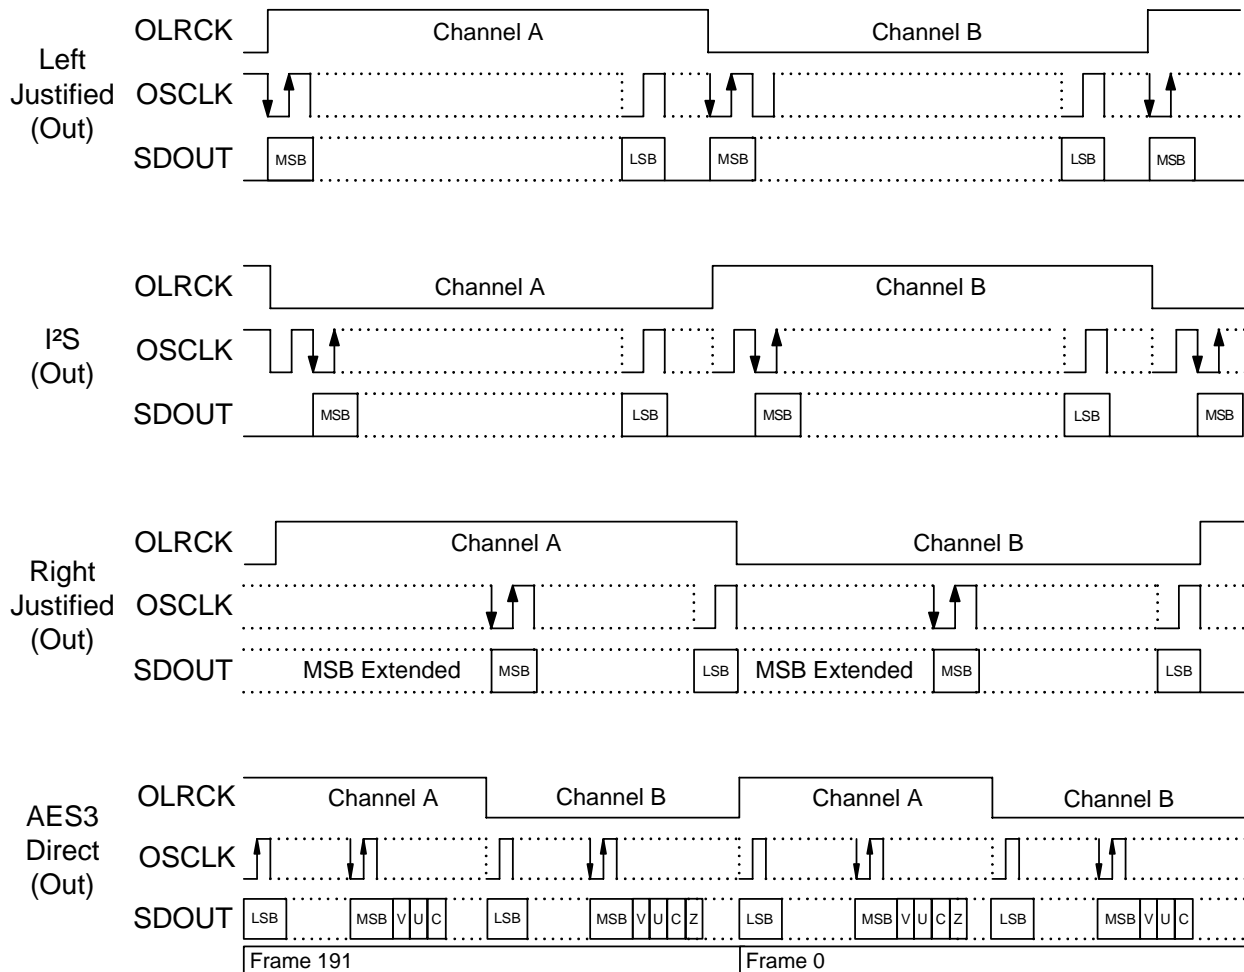 Left
Justified
(Out)
OLRCK Channel A Channel B
OSCLK
SDOUT MSB LSB MSB LSB MSB
I²S
(Out)
OLRCK Channel A Channel B
OSCLK
SDOUT MSB LSB MSB LSB MSB
Right
Justified
(Out)
OLRCK Channel A Channel B
OSCLK
SDOUT MSB Extended MSB LSB MSB Extended MSB LSB
AES3
Direct
(Out)
OLRCK Channel A Channel B Channel A Channel B
OSCLK
SDOUT LSB MSB V U C LSB MSB V U C Z LSB MSB V U C Z LSB MSB V U C
Frame 191 Frame 0